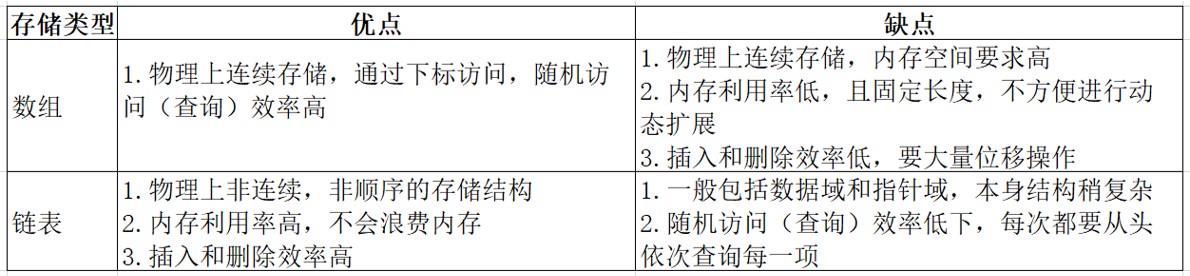 存储类型 优点 缺点
数组
1.物理上连续存储，通过下标访问，随机访
问（查询）效率高
1.物理上连续存储，内存空间要求高
2.内存利用率低，且固定长度，不方便进行动
态扩展
3.插入和删除效率低，要大量位移操作
链表
1.物理上非连续，非顺序的存储结构
2.内存利用率高，不会浪费内存
3.插入和删除效率高
1.一般包括数据域和指针域，本身结构稍复杂
2.随机访问（查询）效率低下，每次都要从头
依次查询每一项